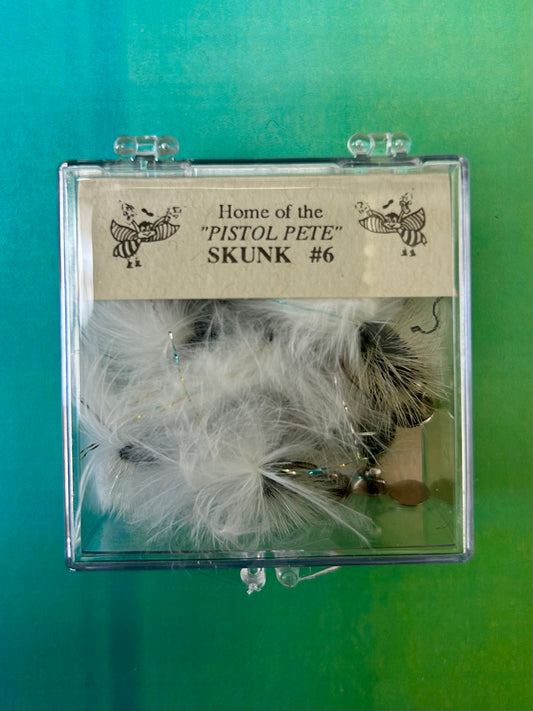 Home of the
"PISTOL PETE"
SKUNK #6